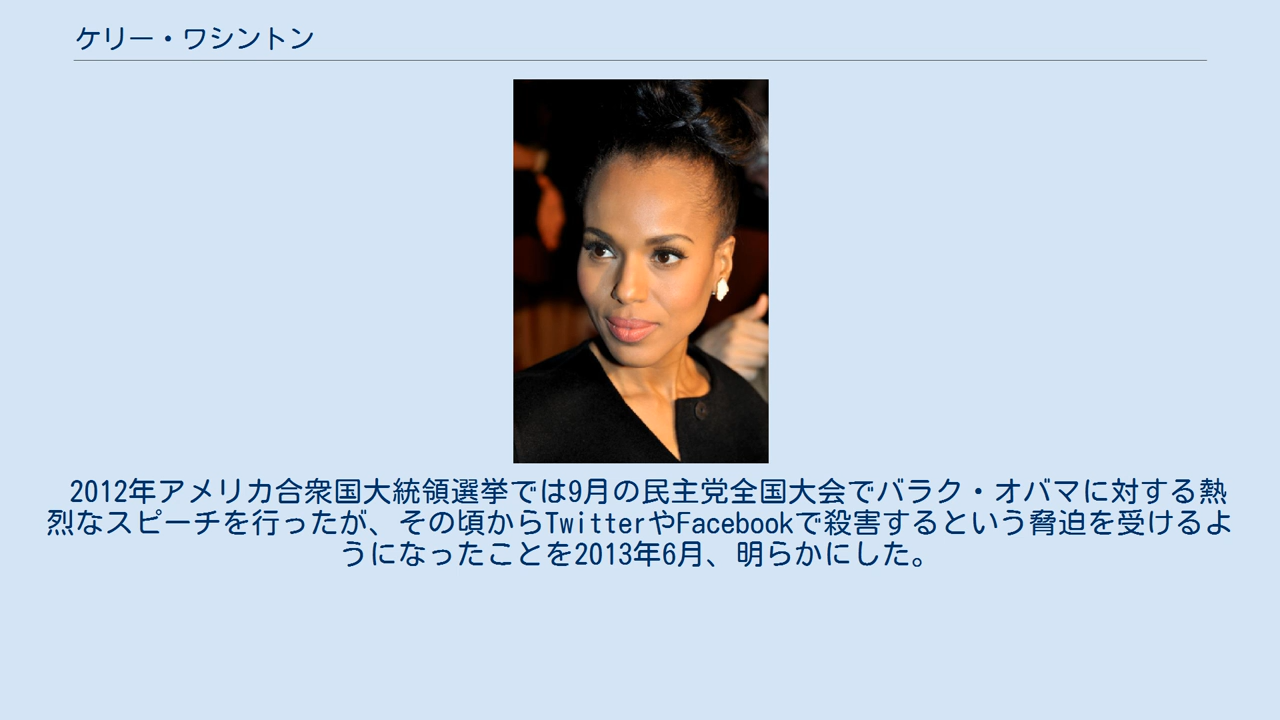 ケリー・ワシントン
2012年アメリカ合衆国大統領選挙では9月の民主党全国大会でバラク・オバマに対する熱
烈なスピーチを行ったが、その頃からTwitterやFacebookで殺害するという脅迫を受けるよ
うになったことを2013年6月、明らかにした。